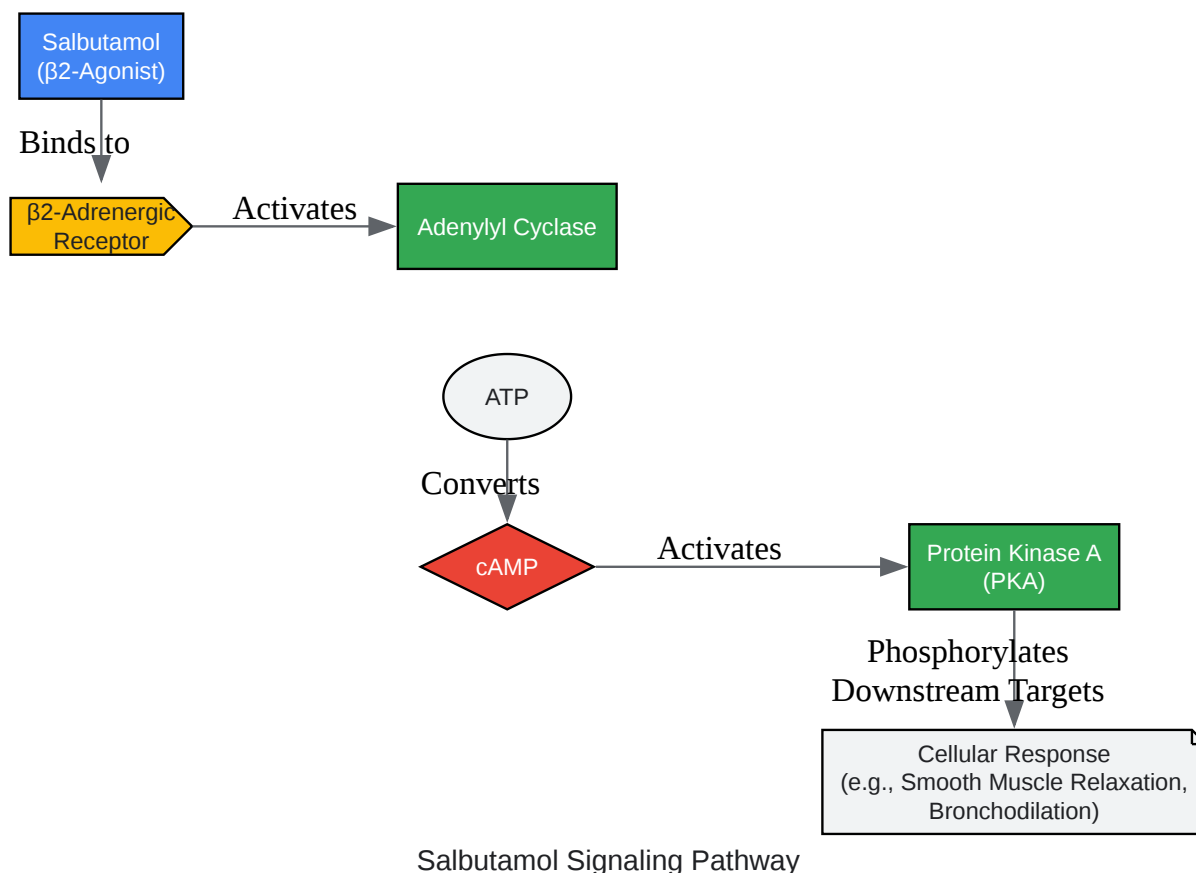 Salbutamol
(β2-Agonist)
Binds to
β2-Adrenergic
Receptor
Activates
Adenylyl Cyclase
ATP
Converts
cAMP
Activates
Protein Kinase A
(PKA)
Phosphorylates
Downstream Targets
Cellular Response
(e.g., Smooth Muscle Relaxation,
Bronchodilation)
Salbutamol Signaling Pathway